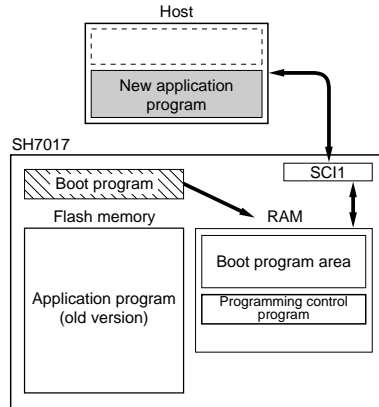 Host
New application
program
SH7017
SCI1
Boot program
Flash memory
RAM
Boot program area
Application program
(old version)
Programming control
program